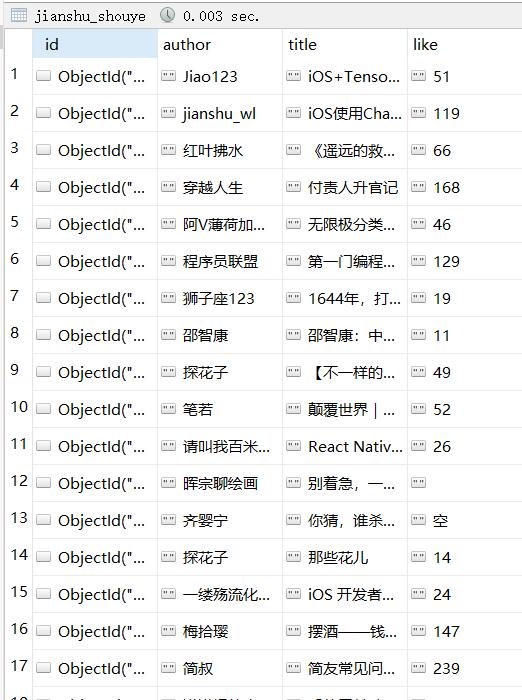 jianshu_shouye 0.003 sec.
id author title like
1 ObjectId("... Jiao123 iOS+Tenso... 51
2 ObjectId("... jianshu_wl iOS使用Cha... 119
3 ObjectId("... 红叶拂水 《遥远的救... 66
4 ObjectId("... 穿越人生 付责人升官记 168
5 ObjectId("... 阿V薄荷加... 无限极分类... 46
6 ObjectId("... 程序员联盟 第一门编程... 129
7 ObjectId("... 狮子座123 1644年，打... 19
8 ObjectId("... 邵智康 邵智康：中... 11
9 ObjectId("... 探花子 【不一样的... 49
10 ObjectId("... 笔若 颠覆世界｜... 52
11 ObjectId("... 请叫我百米... React Nativ... 26
12 ObjectId("... 晖宗聊绘画 别着急，一...
13 ObjectId("... 齐婴宁 你猜，谁杀... 空
14 ObjectId("... 探花子 那些花儿 14
15 ObjectId("... 一缕殇流化... iOS 开发者... 24
16 ObjectId("... 梅拾璎 摆酒——钱... 147
17 ObjectId("... 简叔 简友常见问... 239